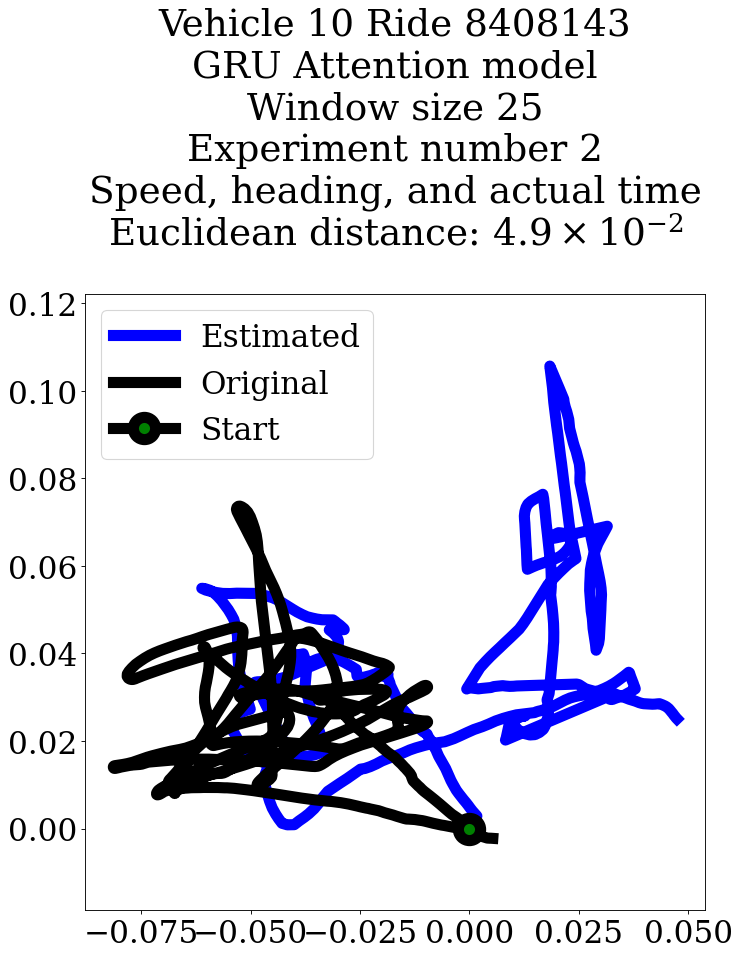 Vehicle 10 Ride 8408143
GRU Attention model
Window size 25
Experiment number 2
Speed, heading, and actual time
Euclidean distance: 4.9 × 10⁻²
0.12
0.10
0.08
0.06
0.04
0.02
0.00
Estimated
Original
Start
−0.075 −0.050 −0.025 0.000 0.025 0.050